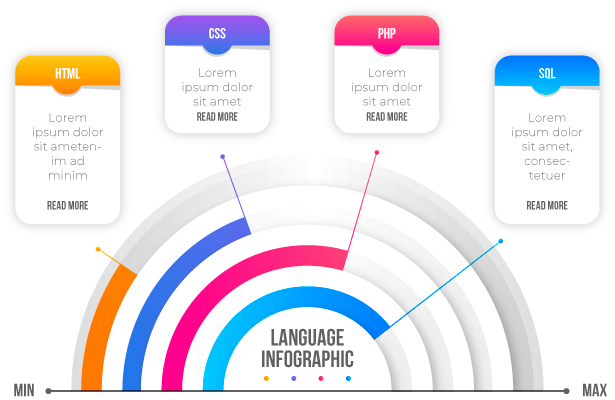 HTML
Lorem
ipsum dolor
sit ameten-
im ad
minim
READ MORE
CSS
Lorem
ipsum dolor
sit amet
READ MORE
PHP
Lorem
ipsum dolor
sit amet
READ MORE
SQL
Lorem
ipsum dolor
sit amet,
consec-
tetuer
READ MORE
LANGUAGE
INFOGRAPHIC
MIN
MAX